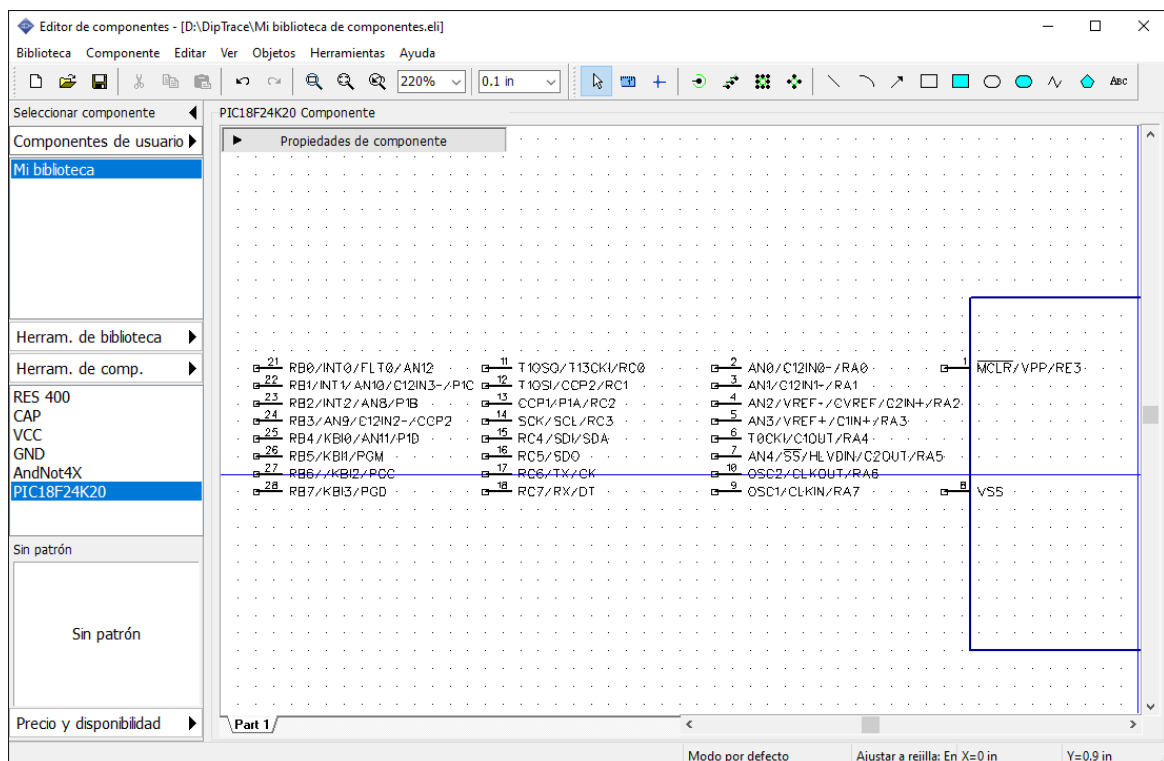 Editor de componentes - [D:\DipTrace\Mi biblioteca de componentes.eli]
Biblioteca Componente Editar Ver Objetos Herramientas Ayuda
220% 0.1 in ABC
Seleccionar componente
PIC18F24K20 Componente
Componentes de usuario
Propiedades de componente
Mi biblioteca
Herram. de biblioteca
Herram. de comp.
RES 400
CAP
VCC
GND
AndNot4X
PIC18F24K20
21 RB0/INT0/FLT0/AN12
22 RB1/INT1/AN10/C12IN3-/P1C
23 RB2/INT2/AN8/P1B
24 RB3/AN9/C12IN2-/CCP2
25 RB4/KBI0/AN11/P1D
26 RB5/KBI1/PGM
27 RB6//KBI2/PGC
28 RB7/KBI3/PGD
11 T1OSO/T13CKI/RC0
12 T1OSI/CCP2/RC1
13 CCP1/P1A/RC2
14 SCK/SCL/RC3
15 RC4/SDI/SDA
16 RC5/SDO
17 RC6/TX/CK
18 RC7/RX/DT
2 AN0/C12IN0-/RA0
3 AN1/C12IN1-/RA1
4 AN2/VREF-/CVREF/C2IN+/RA2
5 AN3/VREF+/C1IN+/RA3
6 T0CKI/C1OUT/RA4
7 AN4/SS/HLVDIN/C2OUT/RA5
10 OSC2/CLKOUT/RA6
9 OSC1/CLKIN/RA7
1 MCLR/VPP/RE3
8 VSS
Sin patrón
Sin patrón
Precio y disponibilidad
Part 1
Modo por defecto Ajustar a rejilla: En X=0 in Y=0.9 in